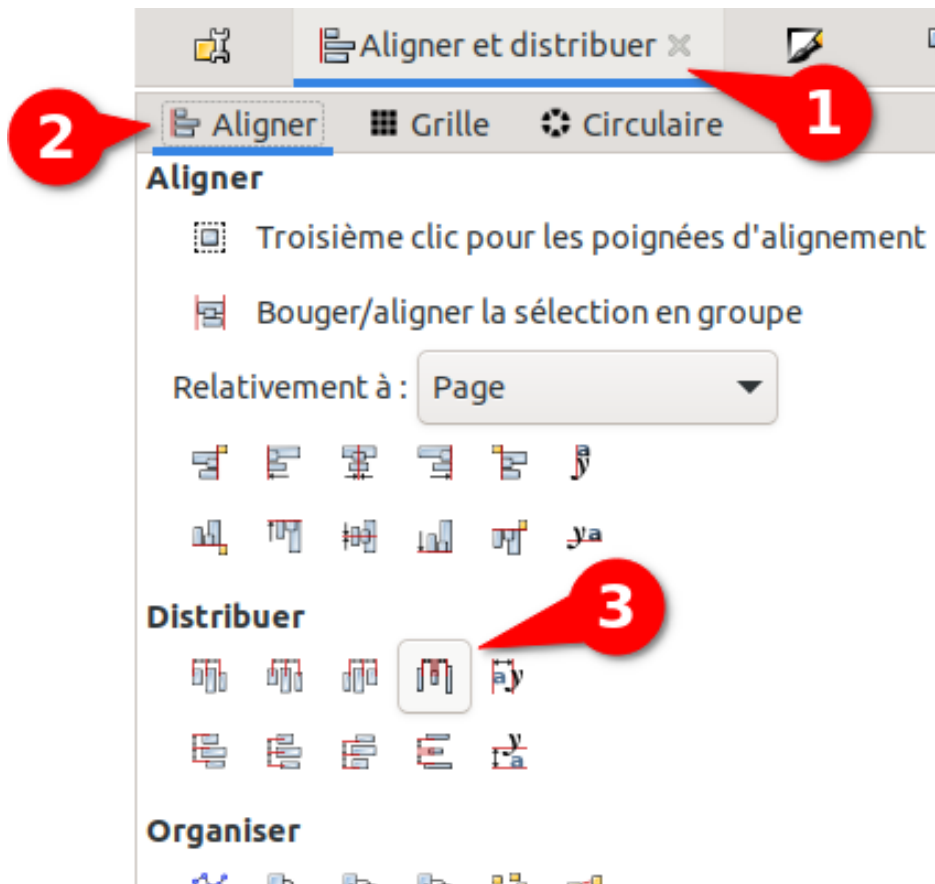 Aligner et distribuer
1
2
Aligner Grille Circulaire
Aligner
Troisième clic pour les poignées d'alignement
Bouger/aligner la sélection en groupe
Relativement à : Page
Distribuer
3
Organiser